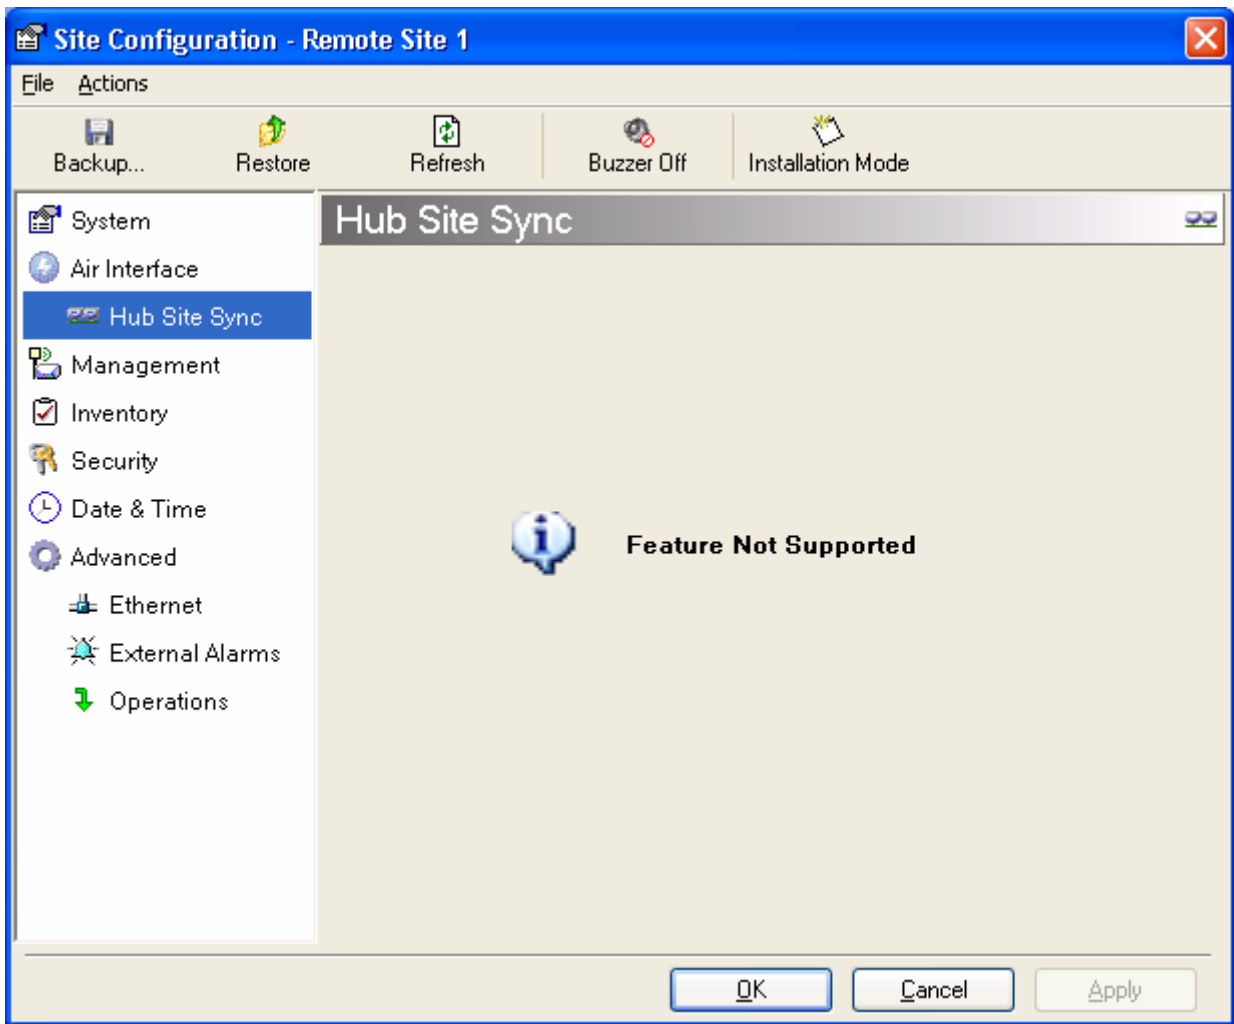 Site Configuration - Remote Site 1
File Actions
Backup... Restore Refresh Buzzer Off Installation Mode
System
Air Interface
Hub Site Sync
Management
Inventory
Security
Date & Time
Advanced
Ethernet
External Alarms
Operations
Hub Site Sync
Feature Not Supported
OK Cancel Apply